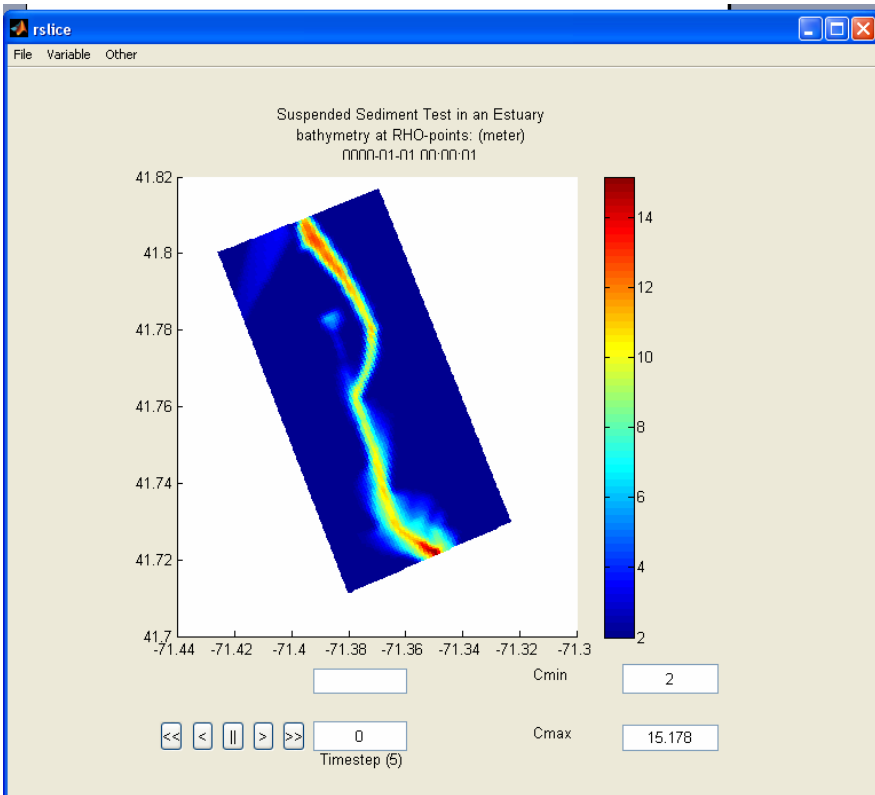 rslice
File Variable Other
Suspended Sediment Test in an Estuary
bathymetry at RHO-points: (meter)
0000-01-01 00:00:01
41.82
41.8
41.78
41.76
41.74
41.72
41.7
-71.44 -71.42 -71.4 -71.38 -71.36 -71.34 -71.32 -71.3
14
12
10
8
6
4
2
Cmin 2
<< < || > >> 0 Cmax 15.178
Timestep (5)